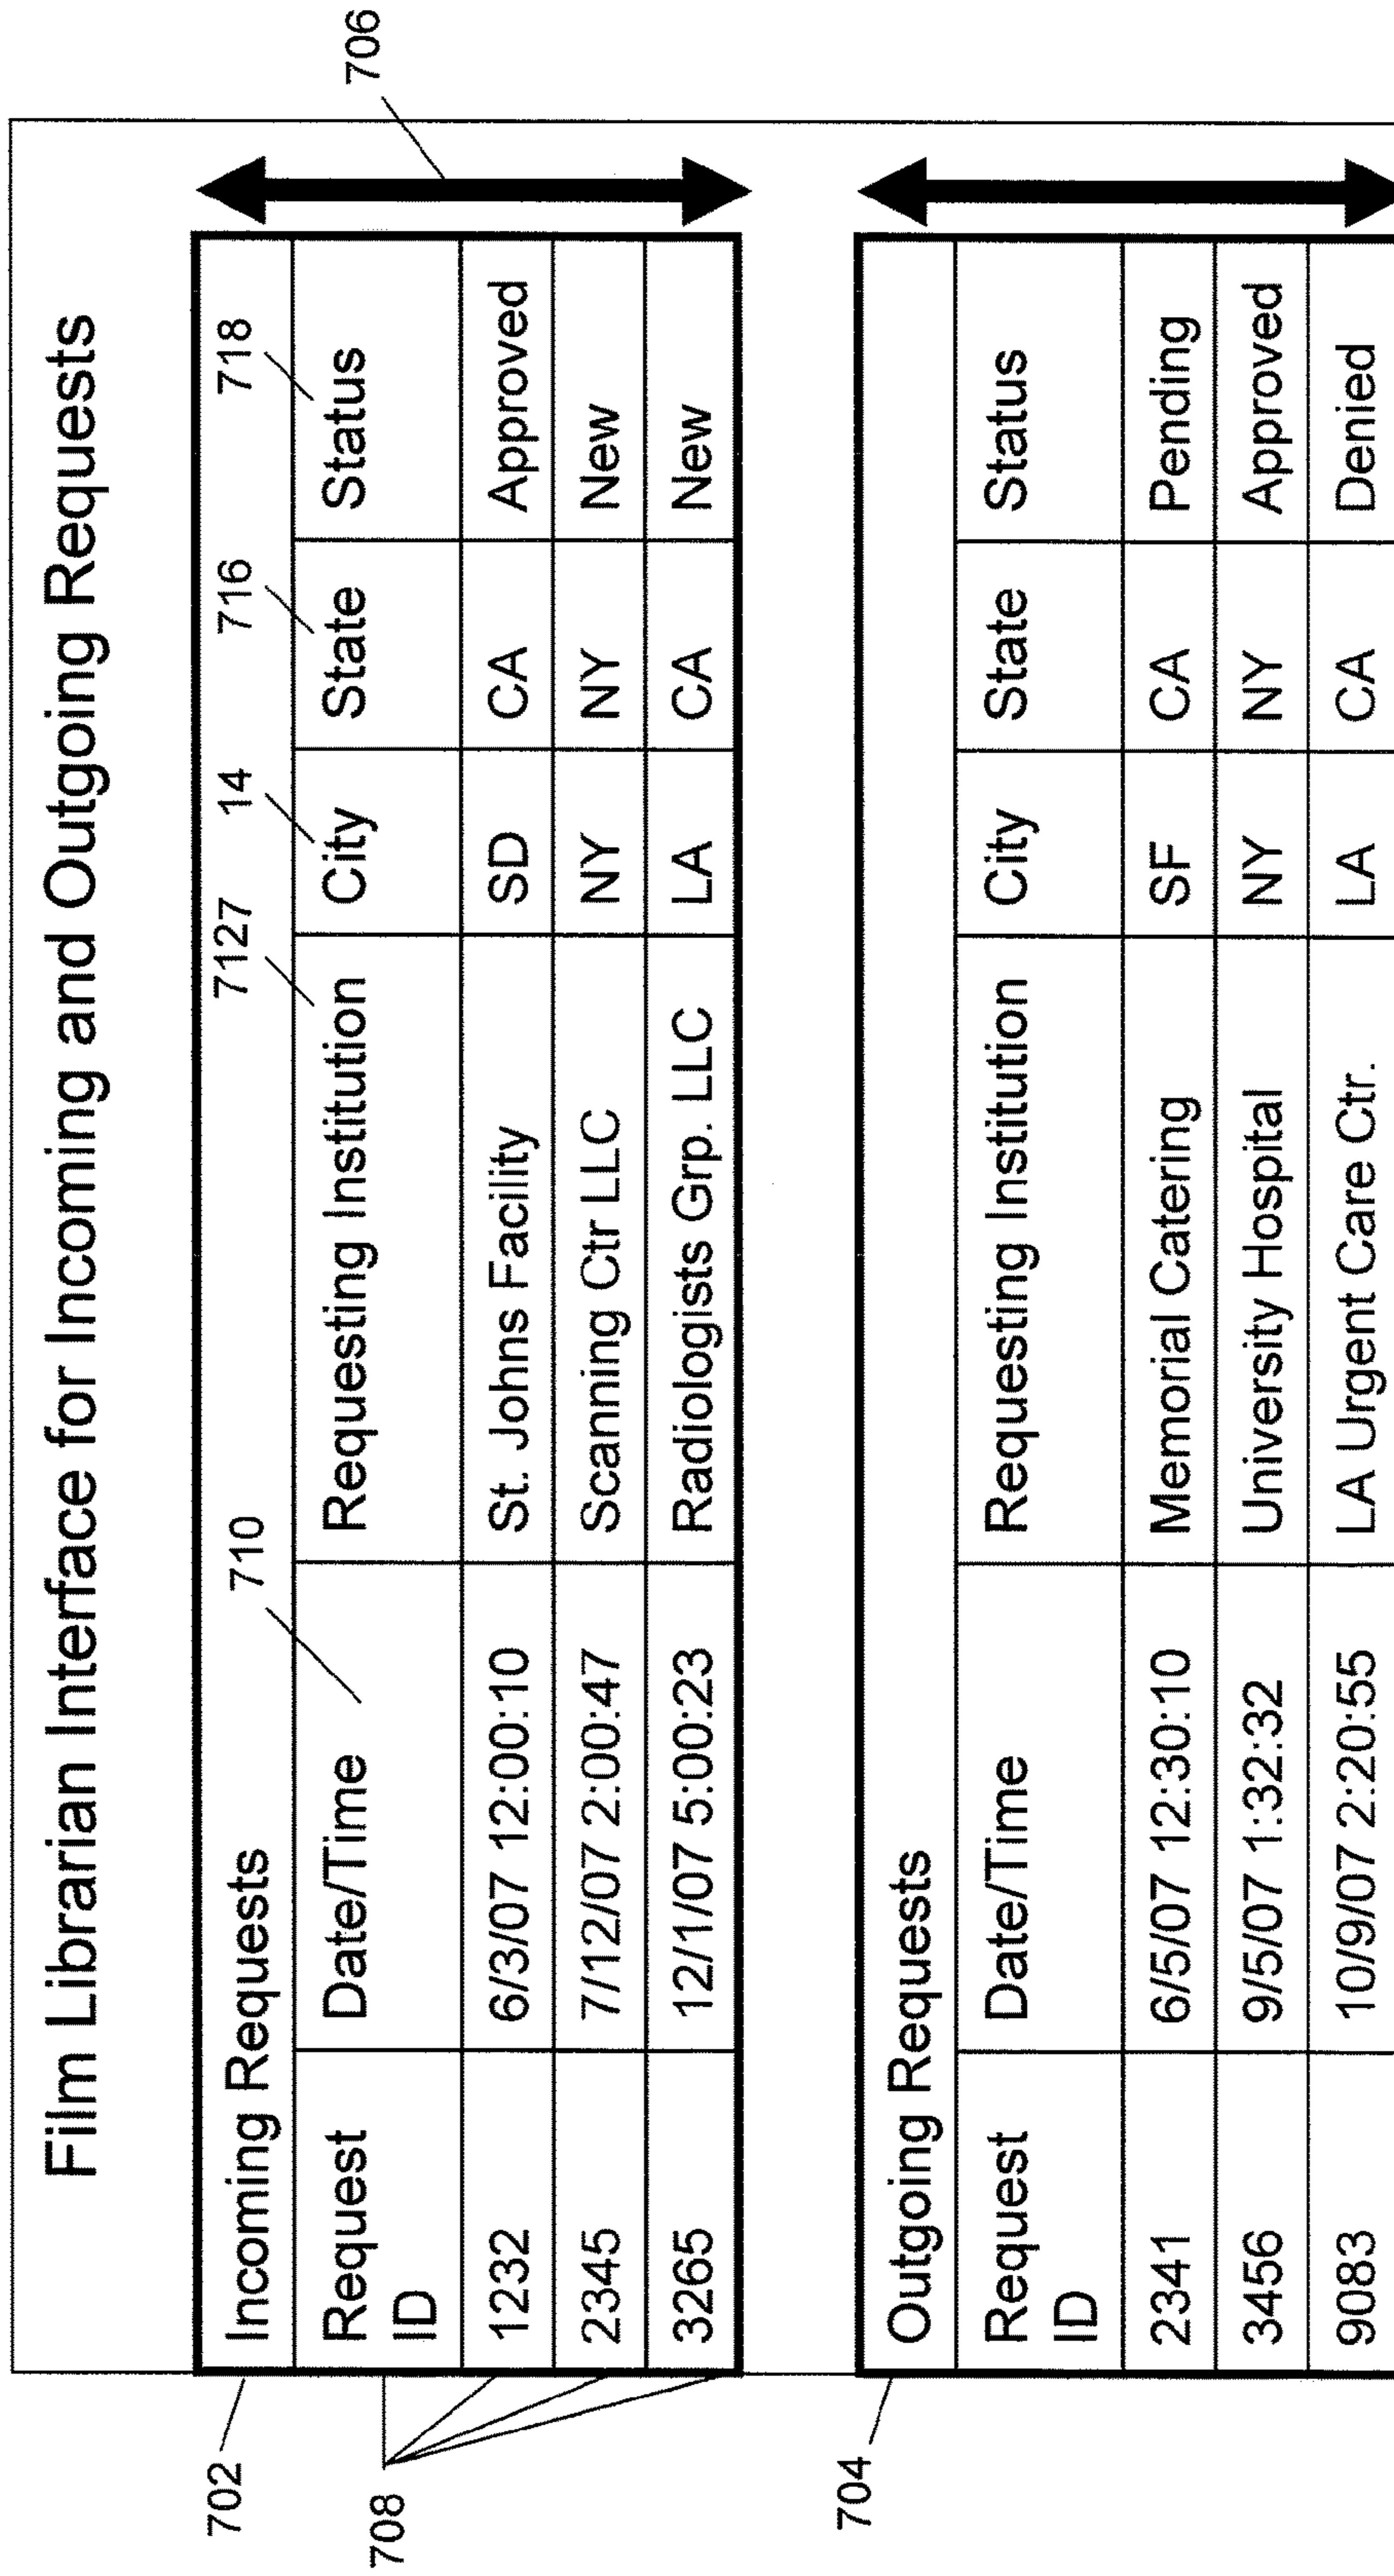 Film Librarian Interface for Incoming and Outgoing Requests
702
Incoming Requests
710
7127
14
716
718
706
708
Request ID Date/Time Requesting Institution City State Status
1232 6/3/07 12:00:10 St. Johns Facility SD CA Approved
2345 7/12/07 2:00:47 Scanning Ctr LLC NY NY New
3265 12/1/07 5:00:23 Radiologists Grp. LLC LA CA New
704
Outgoing Requests
Request ID Date/Time Requesting Institution City State Status
2341 6/5/07 12:30:10 Memorial Catering SF CA Pending
3456 9/5/07 1:32:32 University Hospital NY NY Approved
9083 10/9/07 2:20:55 LA Urgent Care Ctr. LA CA Denied